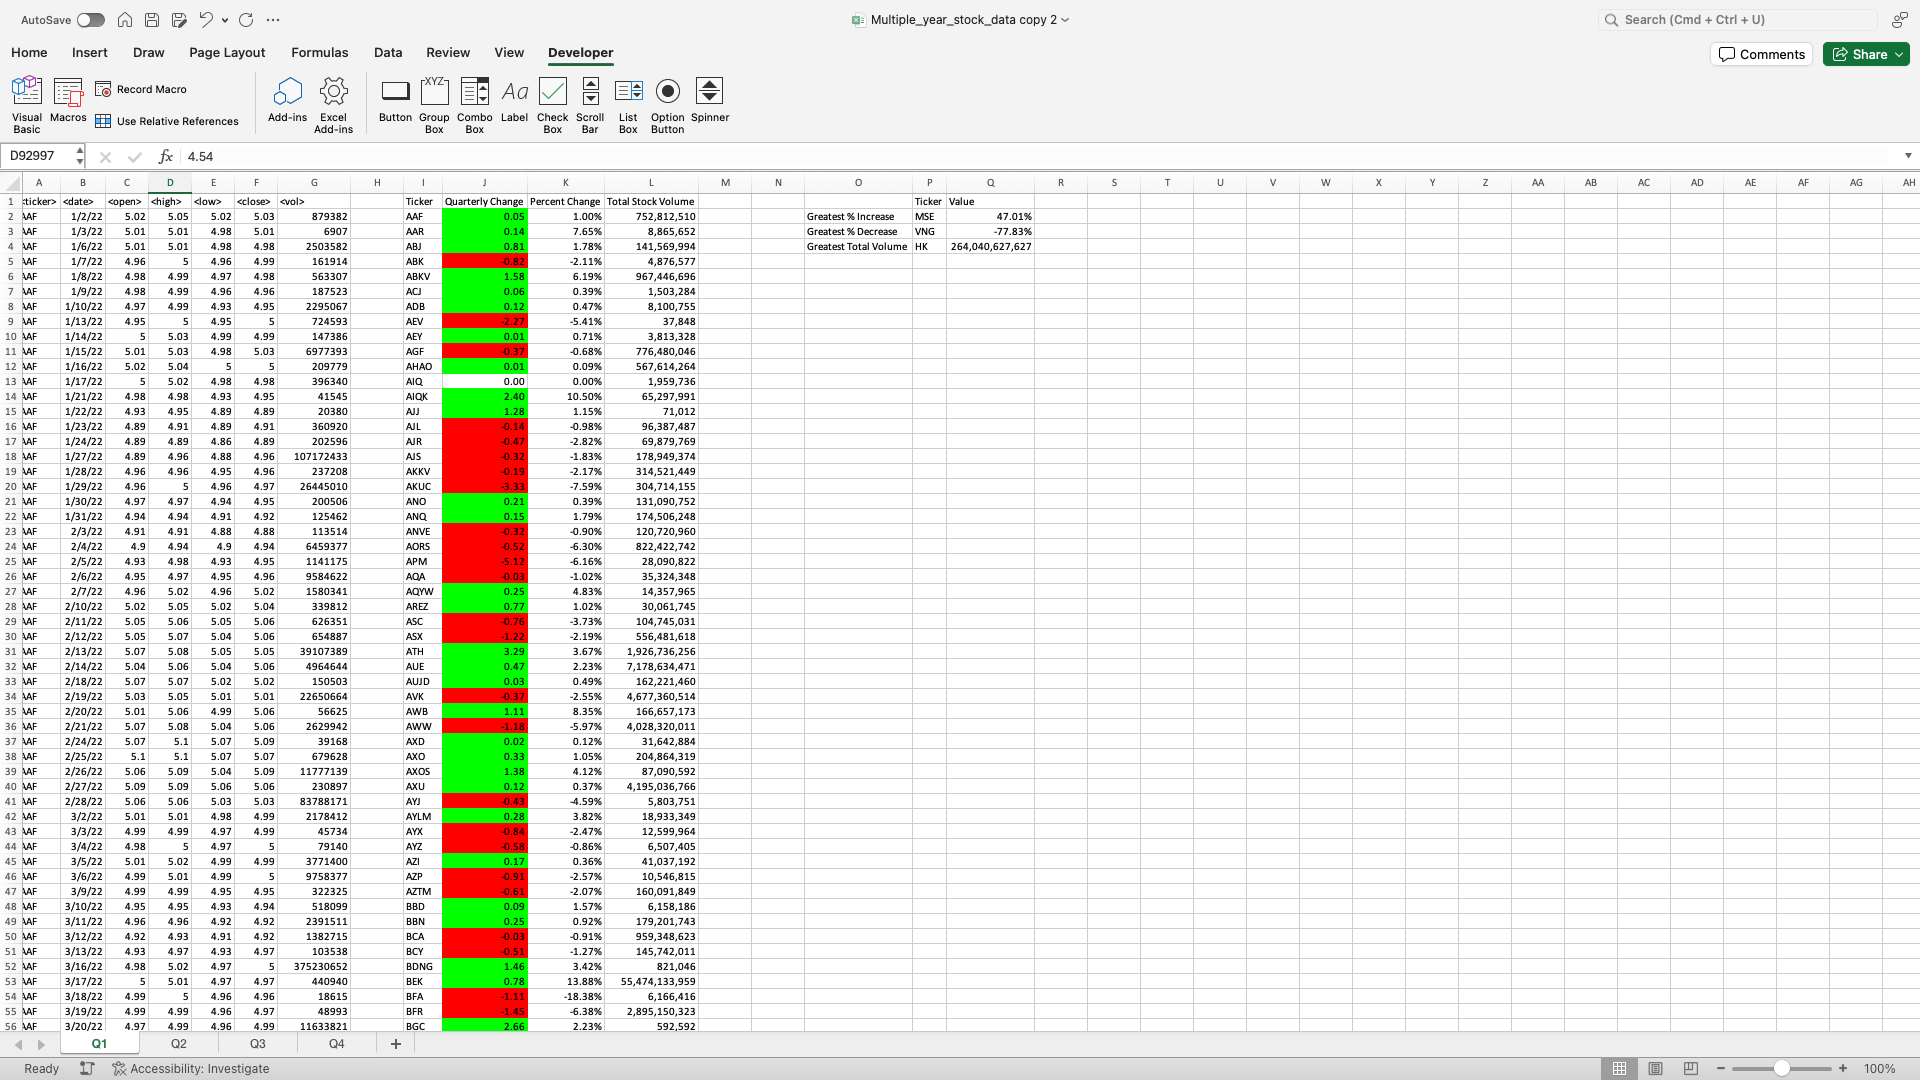 AutoSave
Multiple_year_stock_data copy 2
Search (Cmd + Ctrl + U)
Home Insert Draw Page Layout Formulas Data Review View Developer
Comments Share
Visual Basic
Macros
Record Macro
Use Relative References
Add-ins
Excel Add-ins
Button
Group Box
Combo Box
Label
Check Box
Scroll Bar
List Box
Option Button
Spinner
D92997 fx 4.54
A B C D E F G H I J K L M N O P Q R S T U V W X Y Z AA AB AC AD AE AF AG AH
1 <ticker> <date> <open> <high> <low> <close> <vol> Ticker Quarterly Change Percent Change Total Stock Volume Ticker Value
2 AAF 1/2/22 5.02 5.05 5.02 5.03 879382 AAF 0.05 1.00% 752,812,510 Greatest % Increase MSE 47.01%
3 AAF 1/3/22 5.01 5.01 4.98 5.01 6907 AAR 0.14 7.65% 8,865,652 Greatest % Decrease VNG -77.83%
4 AAF 1/6/22 5.01 5.01 4.98 4.98 2503582 ABJ 0.81 1.78% 141,569,994 Greatest Total Volume HK 264,040,627,627
5 AAF 1/7/22 4.96 5 4.96 4.99 161914 ABK -0.82 -2.11% 4,876,577
6 AAF 1/8/22 4.98 4.99 4.97 4.98 563307 ABKV 1.58 6.19% 967,446,696
7 AAF 1/9/22 4.98 4.99 4.96 4.96 187523 ACJ 0.06 0.39% 1,503,284
8 AAF 1/10/22 4.97 4.99 4.93 4.95 2295067 ADB 0.12 0.47% 8,100,755
9 AAF 1/13/22 4.95 5 4.95 5 724593 AEV -2.27 -5.41% 37,848
10 AAF 1/14/22 5 5.03 4.99 4.99 147386 AEY 0.01 0.71% 3,813,328
11 AAF 1/15/22 5.01 5.03 4.98 5.03 6977393 AGF -0.37 -0.68% 776,480,046
12 AAF 1/16/22 5.02 5.04 5 5 209779 AHAO 0.01 0.09% 567,614,264
13 AAF 1/17/22 5 5.02 4.98 4.98 396340 AIQ 0.00 0.00% 1,959,736
14 AAF 1/21/22 4.98 4.98 4.93 4.95 41545 AIQK 2.40 10.50% 65,297,991
15 AAF 1/22/22 4.93 4.95 4.89 4.89 20380 AJJ 1.28 1.15% 71,012
16 AAF 1/23/22 4.89 4.91 4.89 4.91 360920 AJL -0.14 -0.98% 96,387,487
17 AAF 1/24/22 4.89 4.89 4.86 4.89 202596 AJR -0.47 -2.82% 69,879,769
18 AAF 1/27/22 4.89 4.96 4.88 4.96 107172433 AJS -0.32 -1.83% 178,949,374
19 AAF 1/28/22 4.96 4.96 4.95 4.96 237208 AKKV -0.19 -2.17% 314,521,449
20 AAF 1/29/22 4.96 5 4.96 4.97 26445010 AKUC -3.33 -7.59% 304,714,155
21 AAF 1/30/22 4.97 4.97 4.94 4.95 200506 ANO 0.21 0.39% 131,090,752
22 AAF 1/31/22 4.94 4.94 4.91 4.92 125462 ANQ 0.15 1.79% 174,506,248
23 AAF 2/3/22 4.91 4.91 4.88 4.88 113514 ANVE -0.32 -0.90% 120,720,960
24 AAF 2/4/22 4.9 4.94 4.9 4.94 6459377 AORS -0.52 -6.30% 822,422,742
25 AAF 2/5/22 4.93 4.98 4.93 4.95 1141175 APM -5.12 -6.16% 28,090,822
26 AAF 2/6/22 4.95 4.97 4.95 4.96 9584622 AQA -0.03 -1.02% 35,324,348
27 AAF 2/7/22 4.96 5.02 4.96 5.02 1580341 AQYW 0.25 4.83% 14,357,965
28 AAF 2/10/22 5.02 5.05 5.02 5.04 339812 AREZ 0.77 1.02% 30,061,745
29 AAF 2/11/22 5.05 5.06 5.05 5.06 626351 ASC -0.76 -3.73% 104,745,031
30 AAF 2/12/22 5.05 5.07 5.04 5.06 654887 ASX -1.22 -2.19% 556,481,618
31 AAF 2/13/22 5.07 5.08 5.05 5.05 39107389 ATH 3.29 3.67% 1,926,736,256
32 AAF 2/14/22 5.04 5.06 5.04 5.06 4964644 AUE 0.47 2.23% 7,178,634,471
33 AAF 2/18/22 5.07 5.07 5.02 5.02 150503 AUJD 0.03 0.49% 162,221,460
34 AAF 2/19/22 5.03 5.05 5.01 5.01 22650664 AVK -0.37 -2.55% 4,677,360,514
35 AAF 2/20/22 5.01 5.06 4.99 5.06 56625 AWB 1.11 8.35% 166,657,173
36 AAF 2/21/22 5.07 5.08 5.04 5.06 2629942 AWW -1.18 -5.97% 4,028,320,011
37 AAF 2/24/22 5.07 5.1 5.07 5.09 39168 AXD 0.02 0.12% 31,642,884
38 AAF 2/25/22 5.1 5.1 5.07 5.07 679628 AXO 0.33 1.05% 204,864,319
39 AAF 2/26/22 5.06 5.09 5.04 5.09 11777139 AXOS 1.38 4.12% 87,090,592
40 AAF 2/27/22 5.09 5.09 5.06 5.06 230897 AXU 0.12 0.37% 4,195,036,766
41 AAF 2/28/22 5.06 5.06 5.03 5.03 83788171 AYJ -0.43 -4.59% 5,803,751
42 AAF 3/2/22 5.01 5.01 4.98 4.99 2178412 AYLM 0.28 3.82% 18,933,349
43 AAF 3/3/22 4.99 4.99 4.97 4.99 45734 AYX -0.84 -2.47% 12,599,964
44 AAF 3/4/22 4.98 5 4.97 5 79140 AYZ -0.58 -0.86% 6,507,405
45 AAF 3/5/22 5.01 5.02 4.99 4.99 3771400 AZI 0.17 0.36% 41,037,192
46 AAF 3/6/22 4.99 5.01 4.99 5 9758377 AZP -0.91 -2.57% 10,546,815
47 AAF 3/9/22 4.99 4.99 4.95 4.95 322325 AZTM -0.61 -2.07% 160,091,849
48 AAF 3/10/22 4.95 4.95 4.93 4.94 518099 BBD 0.09 1.57% 6,158,186
49 AAF 3/11/22 4.96 4.96 4.92 4.92 2391511 BBN 0.25 0.92% 179,201,743
50 AAF 3/12/22 4.92 4.93 4.91 4.92 1382715 BCA -0.03 -0.91% 959,348,623
51 AAF 3/13/22 4.93 4.97 4.93 4.97 103538 BCY -0.51 -1.27% 145,742,011
52 AAF 3/16/22 4.98 5.02 4.97 5 375230652 BDNG 1.46 3.42% 821,046
53 AAF 3/17/22 5 5.01 4.97 4.97 440940 BEK 0.78 13.88% 55,474,133,959
54 AAF 3/18/22 4.99 5 4.96 4.96 18615 BFA -1.11 -18.38% 6,166,416
55 AAF 3/19/22 4.99 4.99 4.96 4.97 48993 BFR -1.45 -6.38% 2,895,150,323
56 AAF 3/20/22 4.97 4.99 4.96 4.99 11633821 BGC 2.66 2.23% 592,592
Q1 Q2 Q3 Q4 +
Ready Accessibility: Investigate 100%